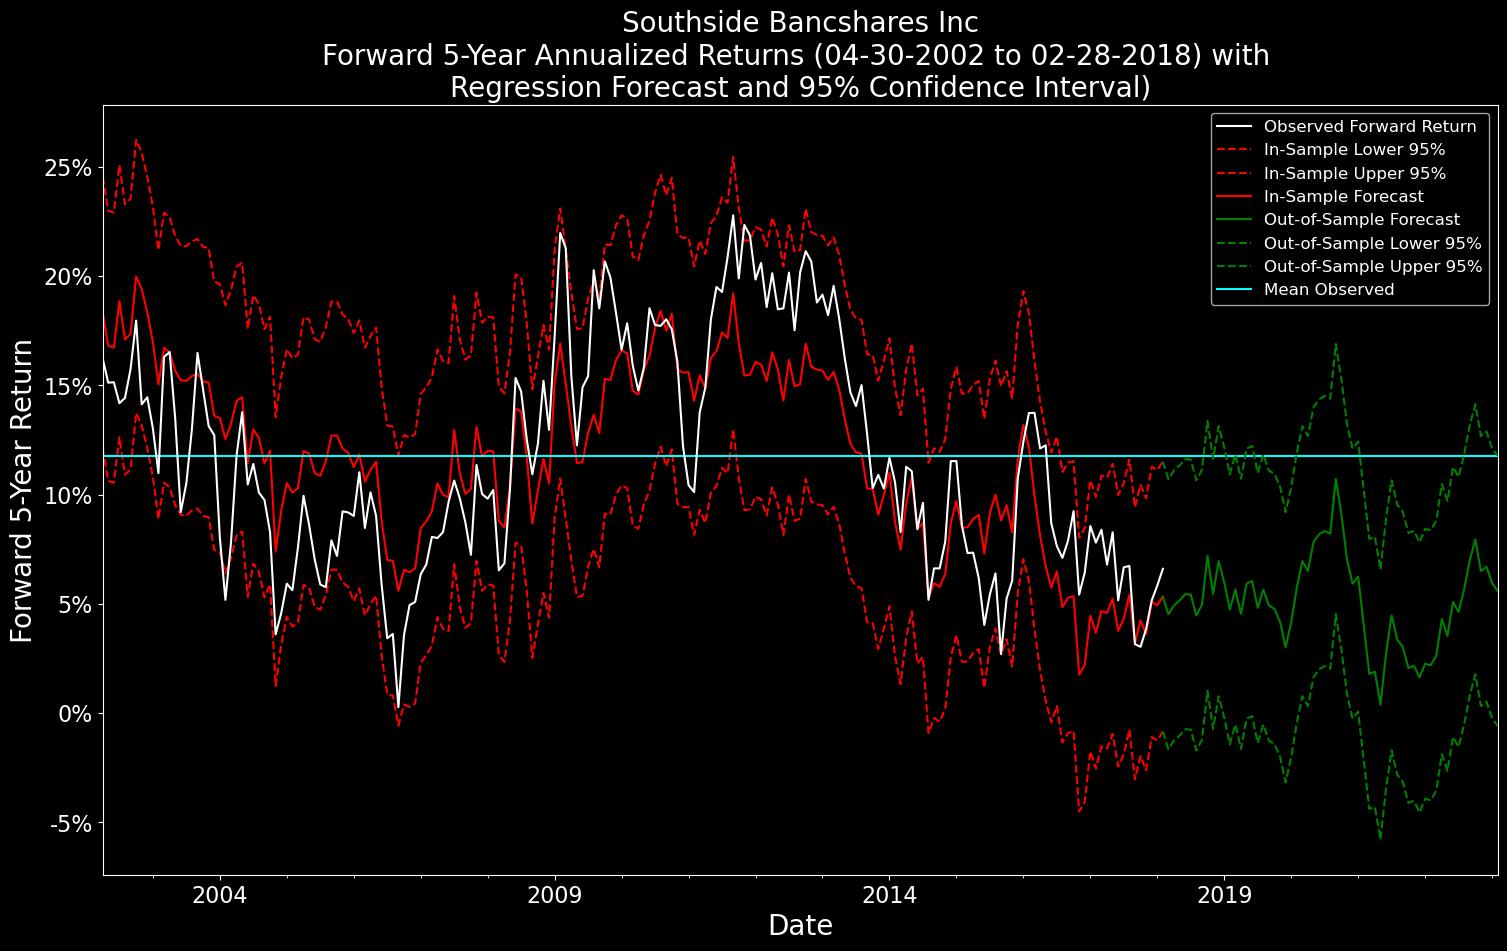 Southside Bancshares Inc
Forward 5-Year Annualized Returns (04-30-2002 to 02-28-2018) with
Regression Forecast and 95% Confidence Interval)
Observed Forward Return
In-Sample Lower 95%
In-Sample Upper 95%
In-Sample Forecast
Out-of-Sample Forecast
Out-of-Sample Lower 95%
Out-of-Sample Upper 95%
Mean Observed
Forward 5-Year Return
25%
20%
15%
10%
5%
0%
-5%
2004
2009
2014
2019
Date